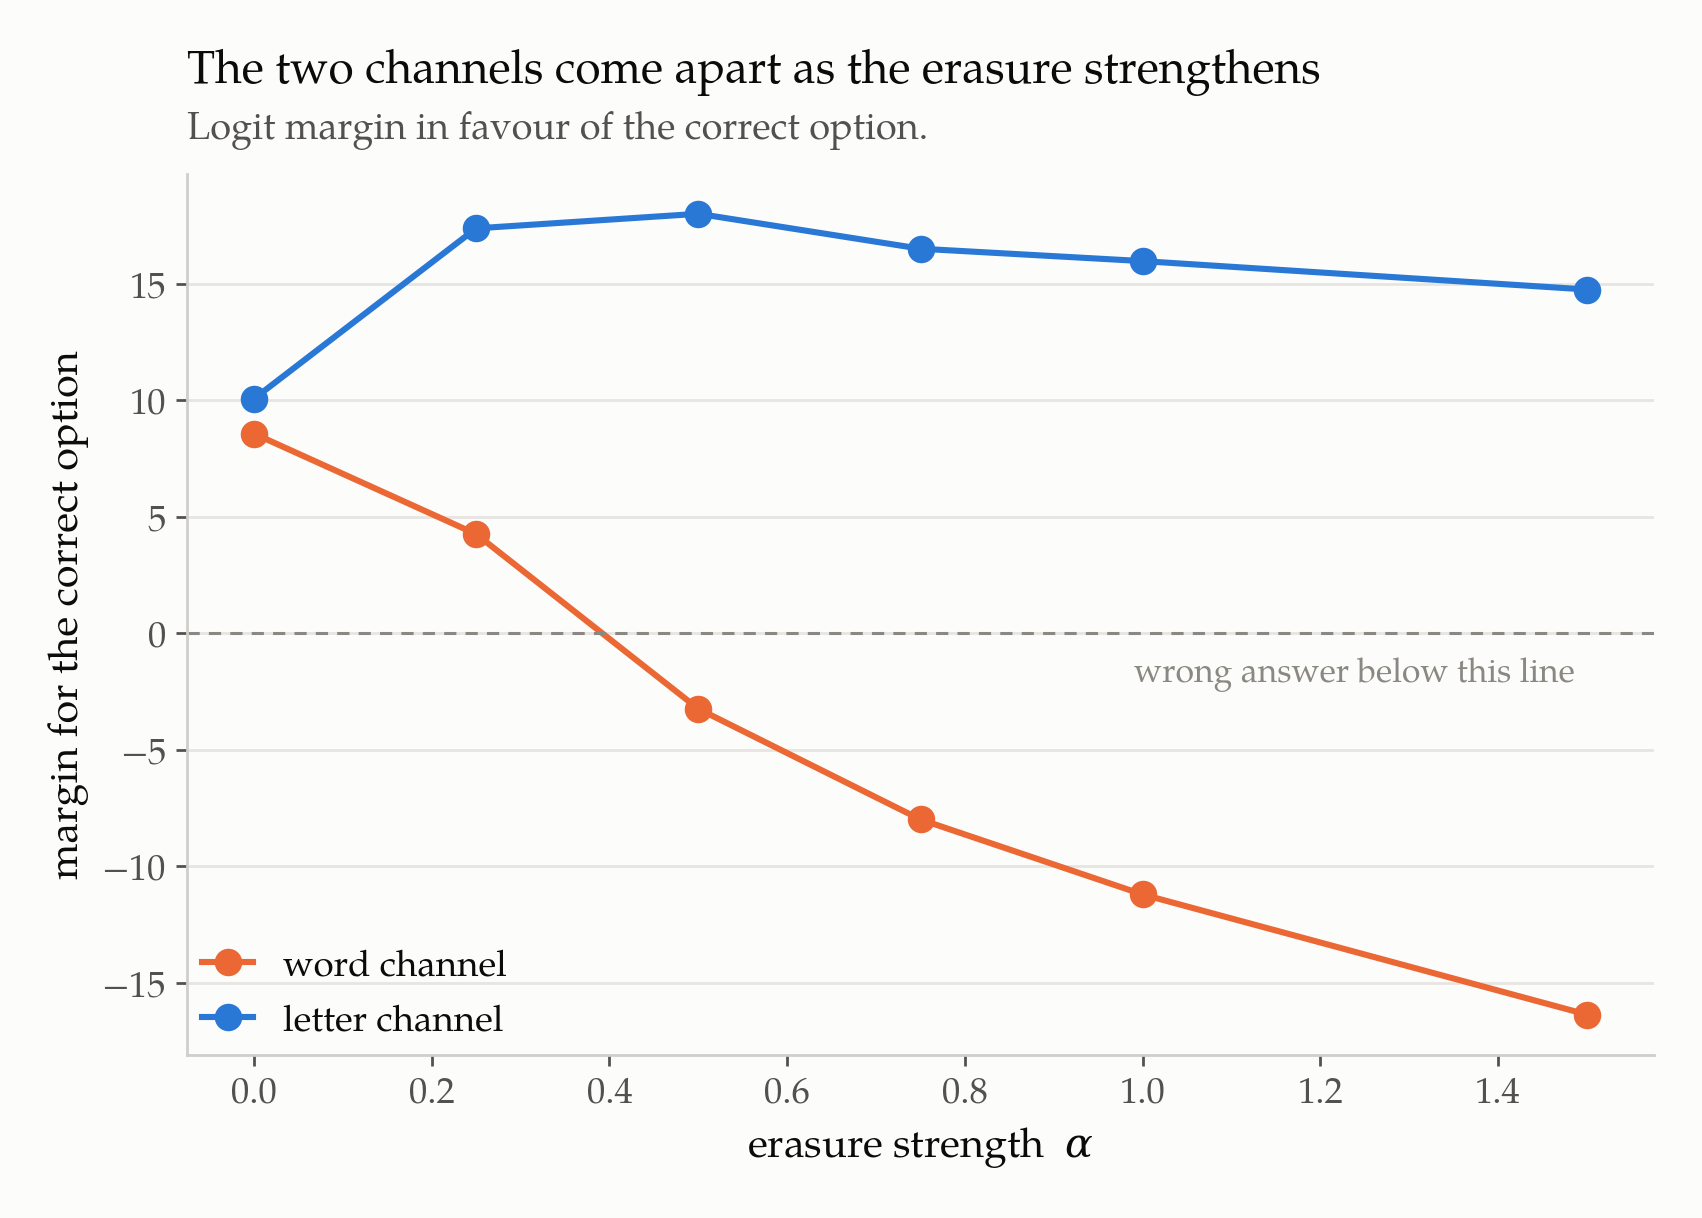 The two channels come apart as the erasure strengthens
Logit margin in favour of the correct option.
margin for the correct option
15
10
5
0
−5
−10
−15
wrong answer below this line
word channel
letter channel
0.0 0.2 0.4 0.6 0.8 1.0 1.2 1.4
erasure strength α